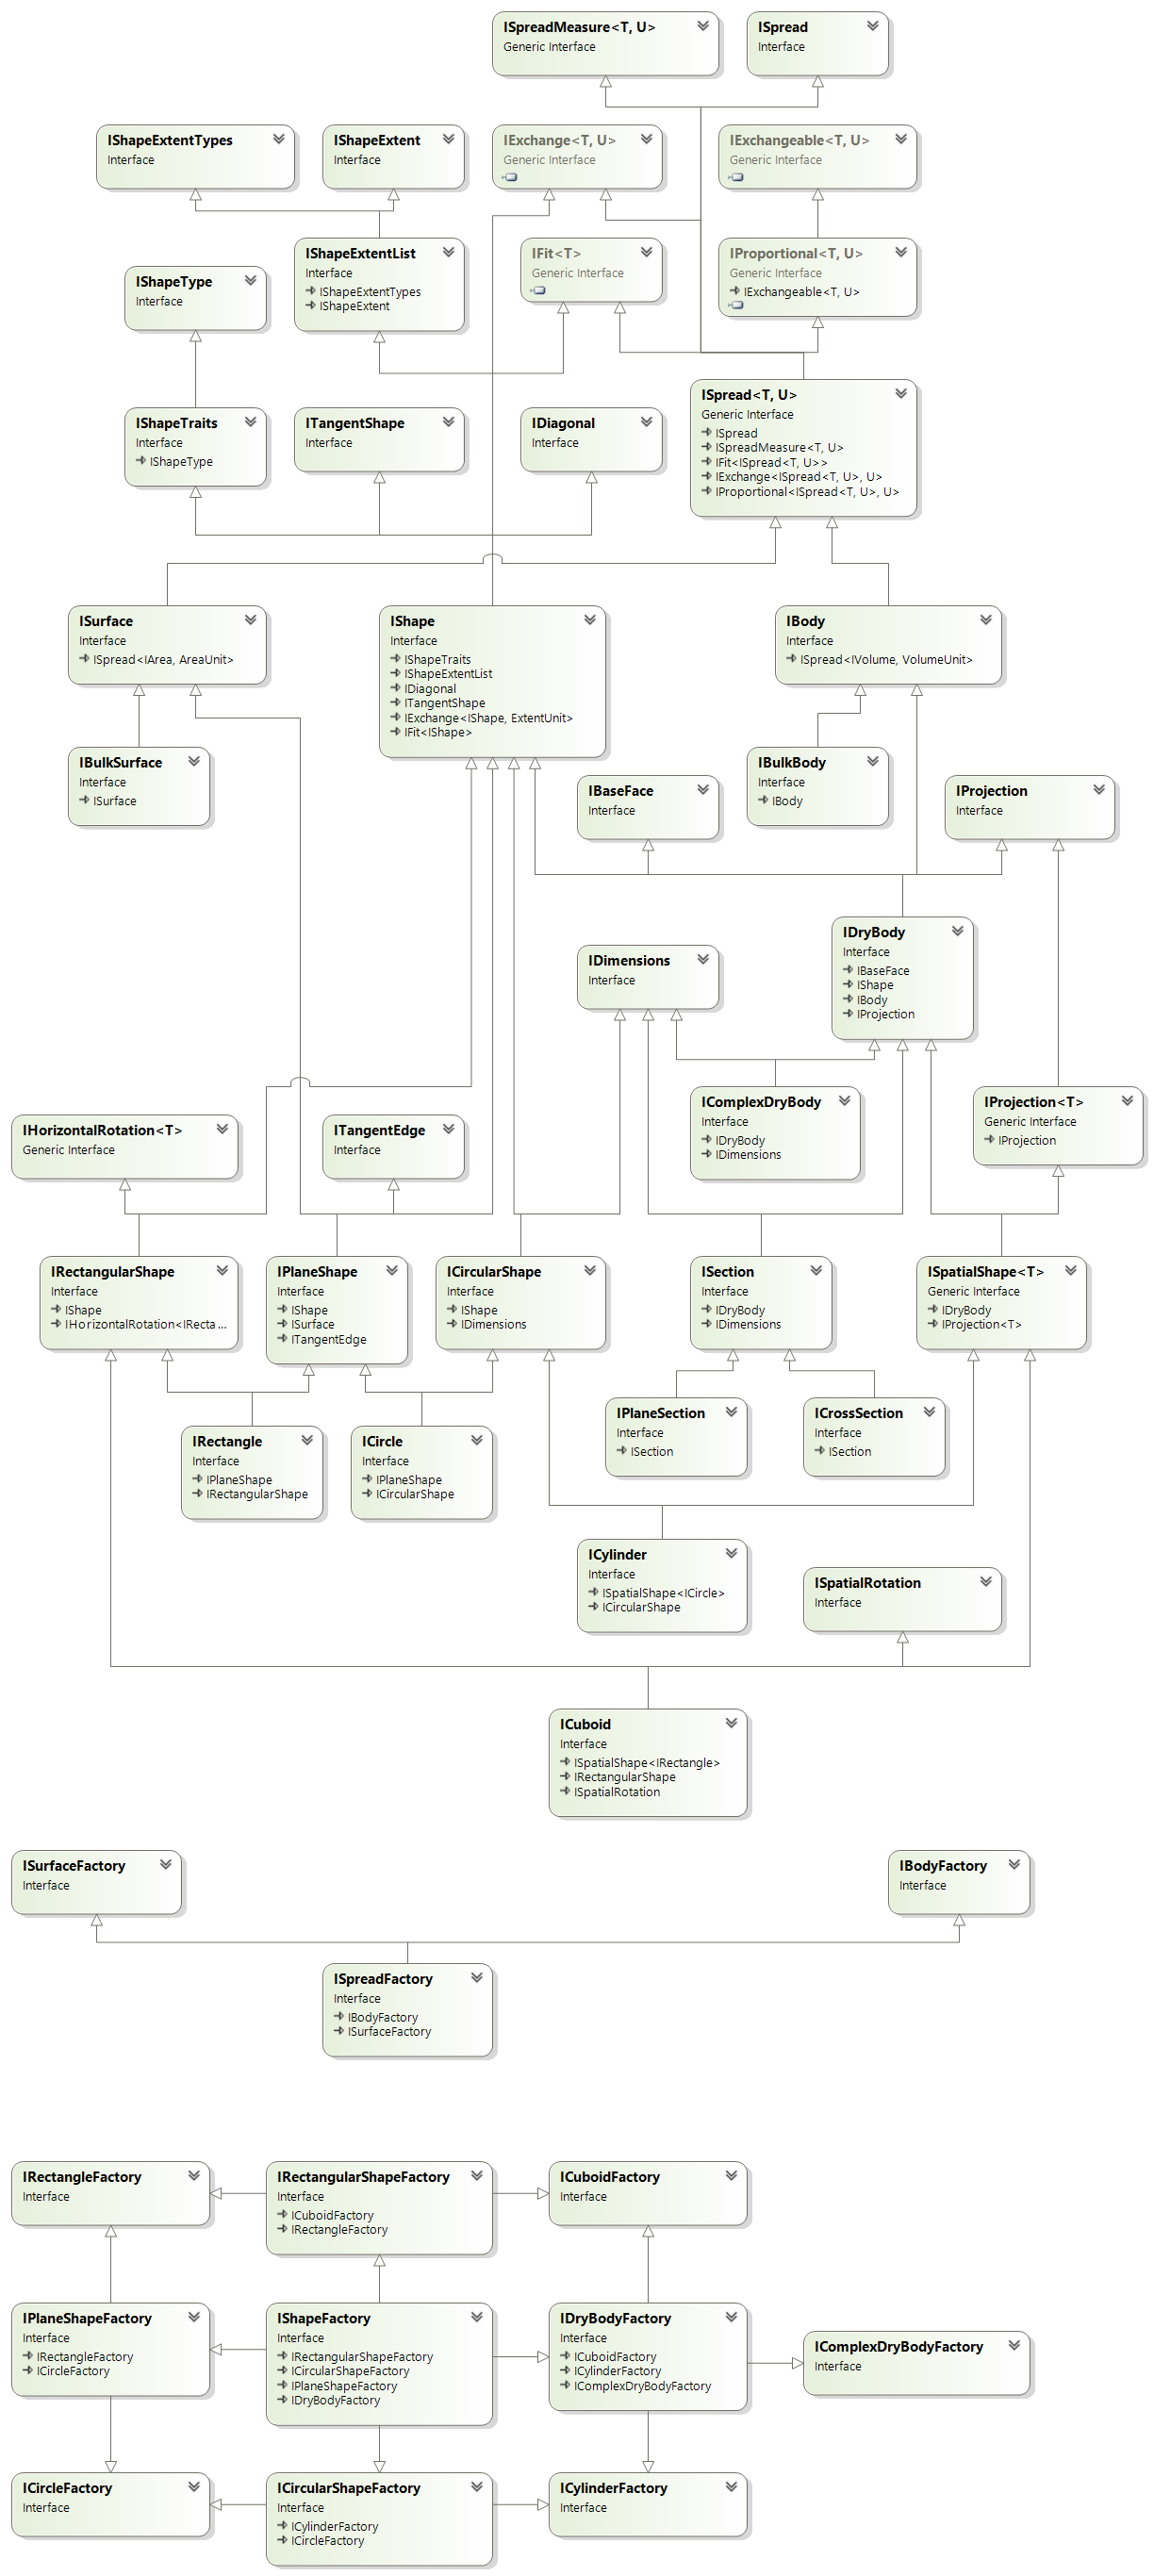 ISpreadMeasure<T, U>
Generic Interface
ISpread
Interface
IShapeExtentTypes
Interface
IShapeExtent
Interface
IExchange<T, U>
Generic Interface
IExchangeable<T, U>
Generic Interface
IShapeExtentList
Interface
IShapeExtentTypes
IShapeExtent
IFit<T>
Generic Interface
IProportional<T, U>
Generic Interface
IExchangeable<T, U>
IShapeType
Interface
ISpread<T, U>
Generic Interface
ISpread
ISpreadMeasure<T, U>
IFit<ISpread<T, U>>
IExchange<ISpread<T, U>, U>
IProportional<ISpread<T, U>, U>
IShapeTraits
Interface
IShapeType
ITangentShape
Interface
IDiagonal
Interface
ISurface
Interface
ISpread<IArea, AreaUnit>
IShape
Interface
IShapeTraits
IShapeExtentList
IDiagonal
ITangentShape
IExchange<IShape, ExtentUnit>
IFit<IShape>
IBody
Interface
ISpread<IVolume, VolumeUnit>
IBulkSurface
Interface
ISurface
IBulkBody
Interface
IBody
IBaseFace
Interface
IProjection
Interface
IDryBody
Interface
IBaseFace
IShape
IBody
IProjection
IDimensions
Interface
IComplexDryBody
Interface
IDryBody
IDimensions
IProjection<T>
Generic Interface
IProjection
IHorizontalRotation<T>
Generic Interface
ITangentEdge
Interface
IRectangularShape
Interface
IShape
IHorizontalRotation<IRecta...
IPlaneShape
Interface
IShape
ISurface
ITangentEdge
ICircularShape
Interface
IShape
IDimensions
ISection
Interface
IDryBody
IDimensions
ISpatialShape<T>
Generic Interface
IDryBody
IProjection<T>
IPlaneSection
Interface
ISection
ICrossSection
Interface
ISection
IRectangle
Interface
IPlaneShape
IRectangularShape
ICircle
Interface
IPlaneShape
ICircularShape
ICylinder
Interface
ISpatialShape<ICircle>
ICircularShape
ISpatialRotation
Interface
ICuboid
Interface
ISpatialShape<IRectangle>
IRectangularShape
ISpatialRotation
ISurfaceFactory
Interface
IBodyFactory
Interface
ISpreadFactory
Interface
IBodyFactory
ISurfaceFactory
IRectangleFactory
Interface
IRectangularShapeFactory
Interface
ICuboidFactory
IRectangleFactory
ICuboidFactory
Interface
IPlaneShapeFactory
Interface
IRectangleFactory
ICircleFactory
IShapeFactory
Interface
IRectangularShapeFactory
ICircularShapeFactory
IPlaneShapeFactory
IDryBodyFactory
IDryBodyFactory
Interface
ICuboidFactory
ICylinderFactory
IComplexDryBodyFactory
IComplexDryBodyFactory
Interface
ICircleFactory
Interface
ICircularShapeFactory
Interface
ICylinderFactory
ICircleFactory
ICylinderFactory
Interface